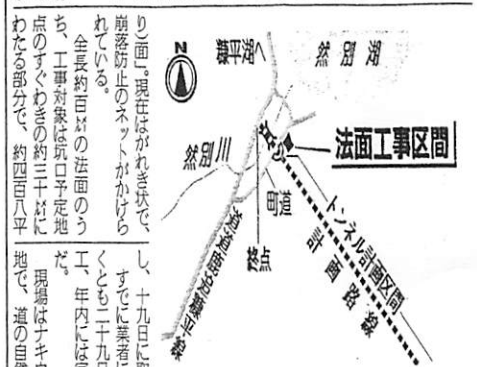 り)面」。現在はがれき状で、
崩落防止のネットがかけら
れている。
全長約百㍍の法面のう
ち、工事対象は坑口予定地
点のすぐわきの約三十㍍に
わたる部分で、約四百八平
N
糠平湖へ
然別湖
法面工事区間
然別川
町道
終点
トンネル計画区間
計画路線
し、十九日に
すでに業者に
くとも二十九日
工、年内には
だ。
現場はナキウ
地で、道の自然